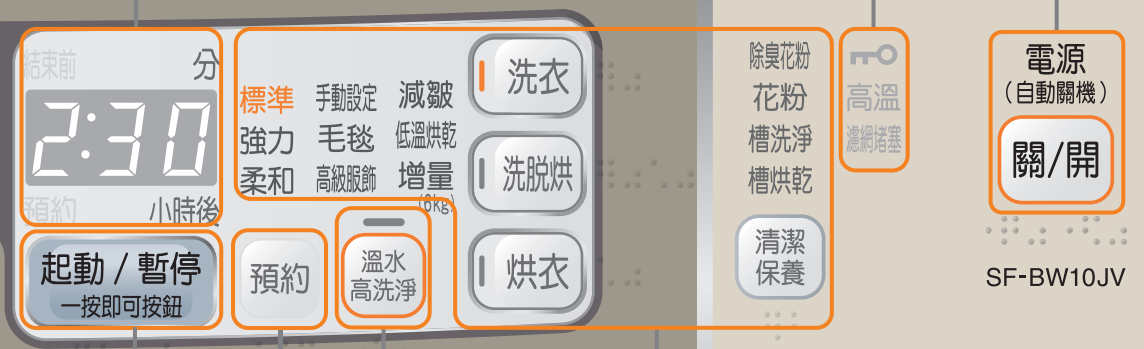 結束前
分
2:30
預約
小時後
起動 / 暫停
一按即可按鈕
標準
強力
柔和
手動設定
毛毯
高級服飾
減皺
低溫烘乾
增量
(6kg)
預約
溫水
高洗淨
洗衣
洗脱烘
烘衣
除臭花粉
花粉
槽洗淨
槽烘乾
清潔
保養
高溫
濾網堵塞
電源
(自動關機)
關/開
SF-BW10JV